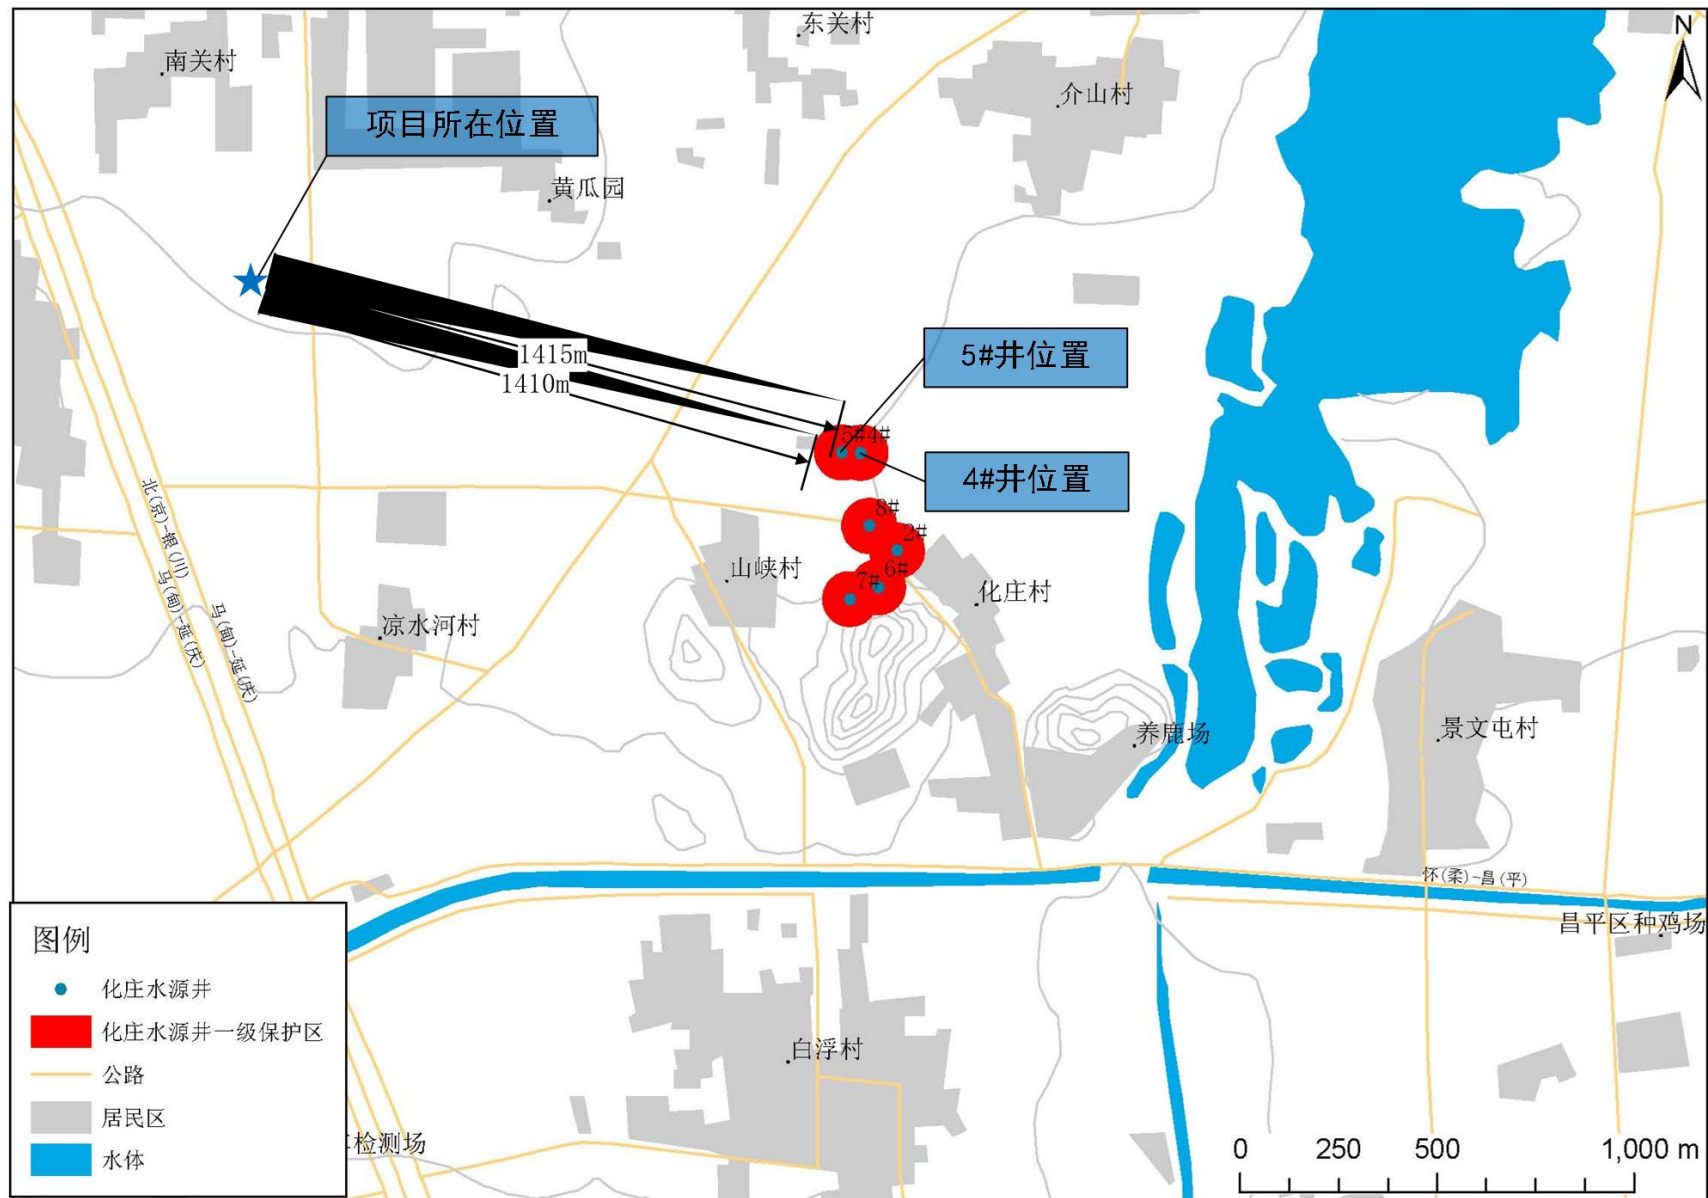 东关村
N
南关村
介山村
项目所在位置
黄瓜园
5#井位置
1415m
1410m
5#
4#
4#井位置
北(京)-银(川)
8#
2#
6#
7#
山峡村
化庄村
马(甸)-延(庆)
马(甸)-延(庆)
凉水河村
养鹿场
景文屯村
怀(柔)-昌(平)
昌平区种鸡场
图例
化庄水源井
化庄水源井一级保护区
公路
居民区
水体
白浮村
检测场
0 250 500 1,000 m